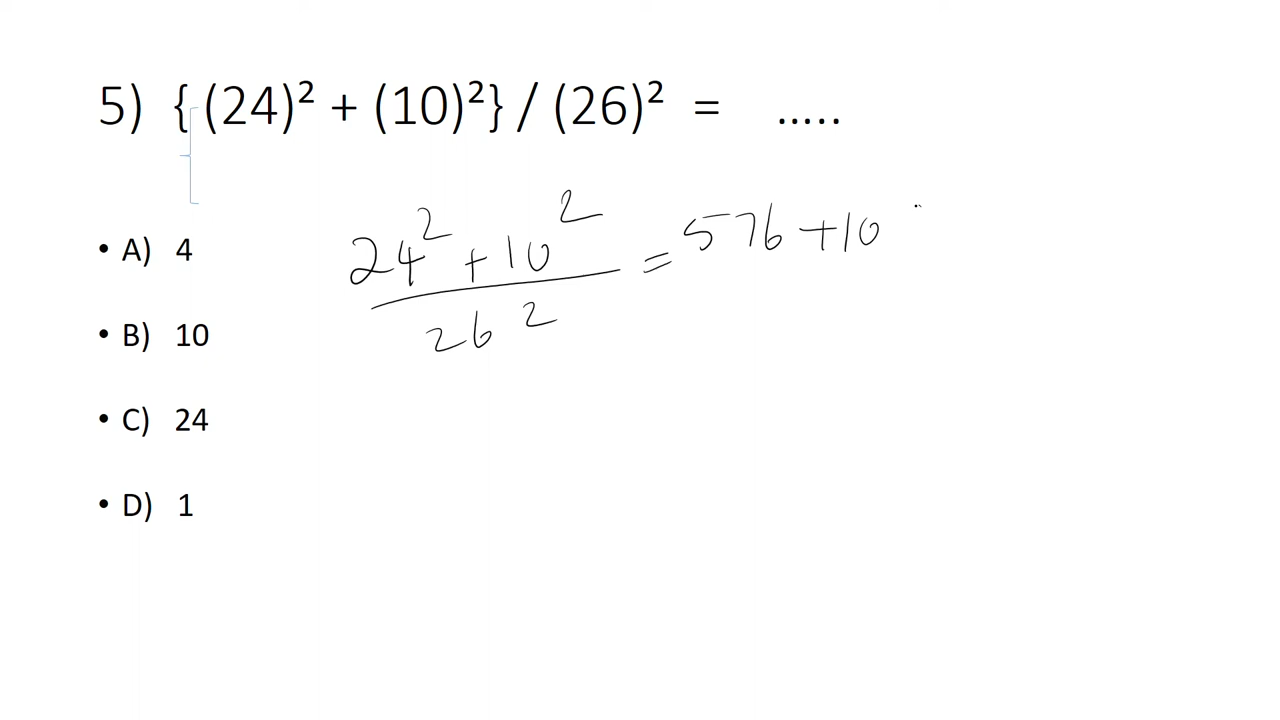 5) { (24)² + (10)²} / (26)² = .....
24² + 10² = 576 + 10
26²
• A) 4
• B) 10
• C) 24
• D) 1